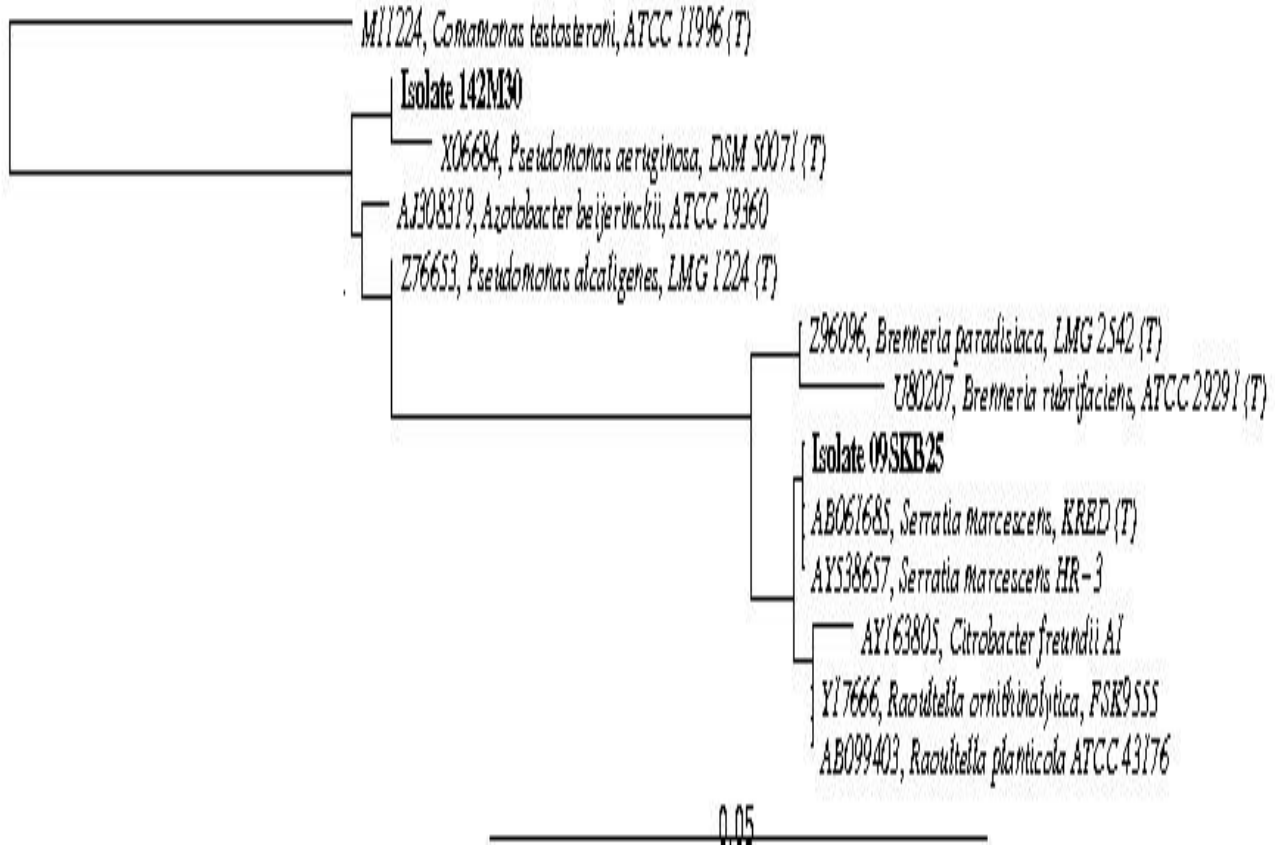 M11224, Comamonas testosteroni, ATCC 11996 (T)
Isolate 142M30
X06684, Pseudomonas aeruginosa, DSM 50071 (T)
AJ308319, Azotobacter beijerinckii, ATCC 19360
Z76653, Pseudomonas alcaligenes, LMG 1224 (T)
Z96096, Brenneria paradisiaca, LMG 2542 (T)
U80207, Brenneria rubrifaciens, ATCC 29291 (T)
Isolate 09SKB25
AB061685, Serratia marcescens, KRED (T)
AY538657, Serratia marcescens HR-3
AY163805, Citrobacter freundii A1
Y17666, Raoultella ornithinolytica, FSK9555
AB099403, Raoultella planticola ATCC 43176
0.05